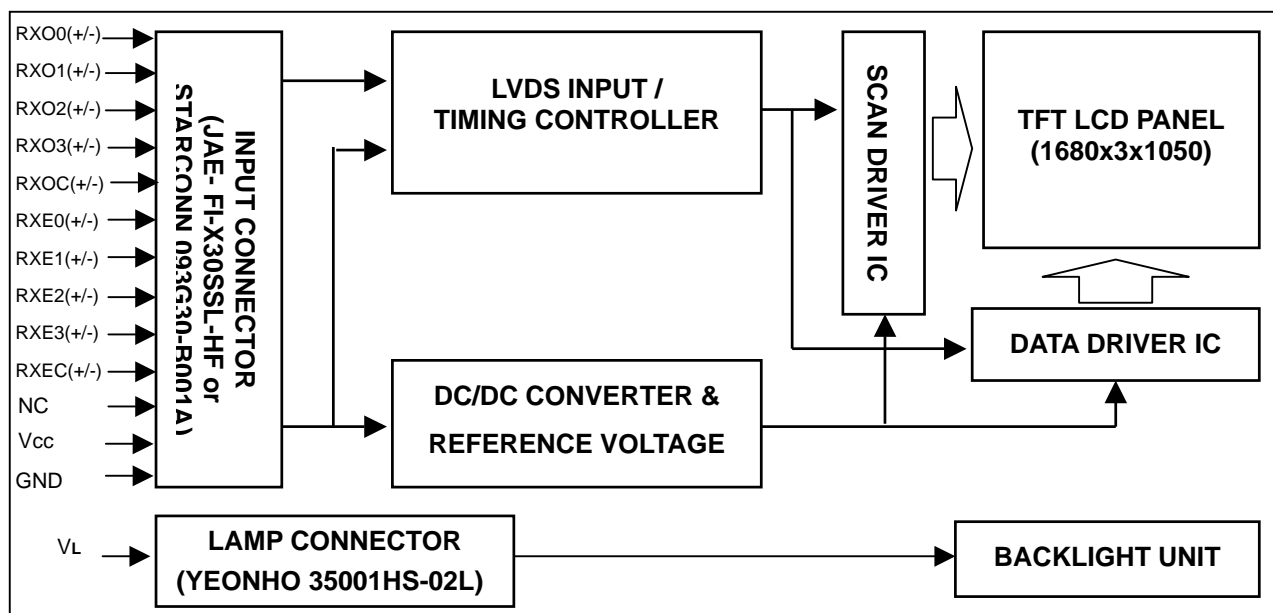 RXO0(+/-)
RXO1(+/-)
RXO2(+/-)
RXO3(+/-)
RXOC(+/-)
RXE0(+/-)
RXE1(+/-)
RXE2(+/-)
RXE3(+/-)
RXEC(+/-)
NC
Vcc
GND
VL
INPUT CONNECTOR
(JAE- FI-X30SSL-HF or
STARCONN 093G30-B001A)
LVDS INPUT /
TIMING CONTROLLER
DC/DC CONVERTER &
REFERENCE VOLTAGE
SCAN DRIVER IC
TFT LCD PANEL
(1680x3x1050)
DATA DRIVER IC
LAMP CONNECTOR
(YEONHO 35001HS-02L)
BACKLIGHT UNIT